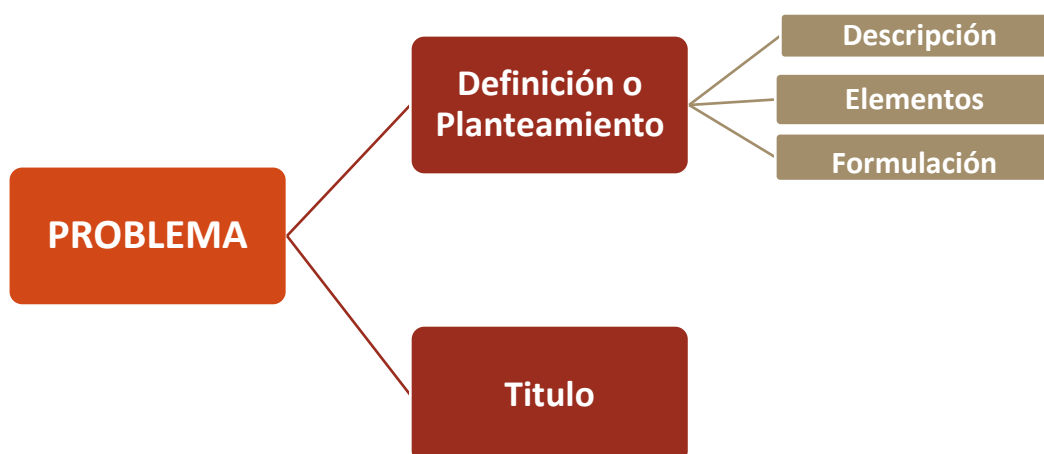 PROBLEMA
Definición o
Planteamiento
Descripción
Elementos
Formulación
Titulo